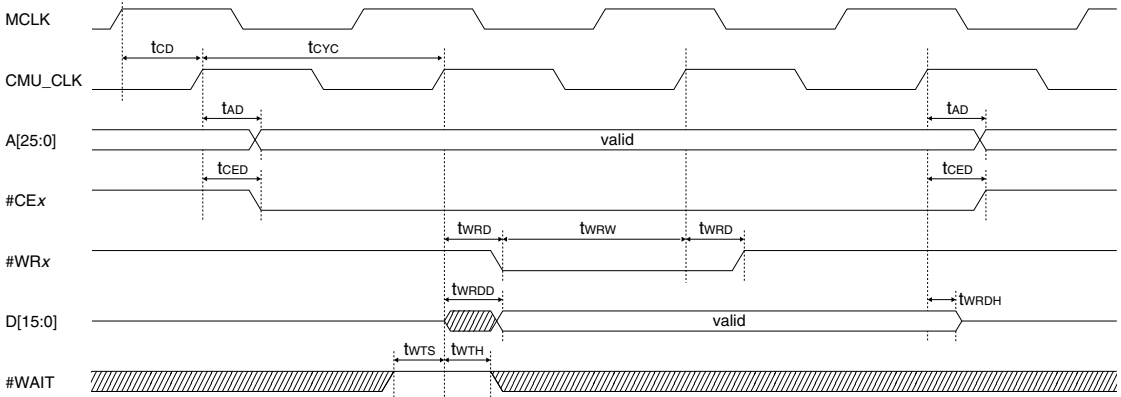 MCLK
tCD tCYC
CMU_CLK
tAD tAD
A[25:0] valid
tCED tCED
#CEx
tWRD tWRW tWRD
#WRx
tWRDD tWRDH
D[15:0] valid
tWTS tWTH
#WAIT